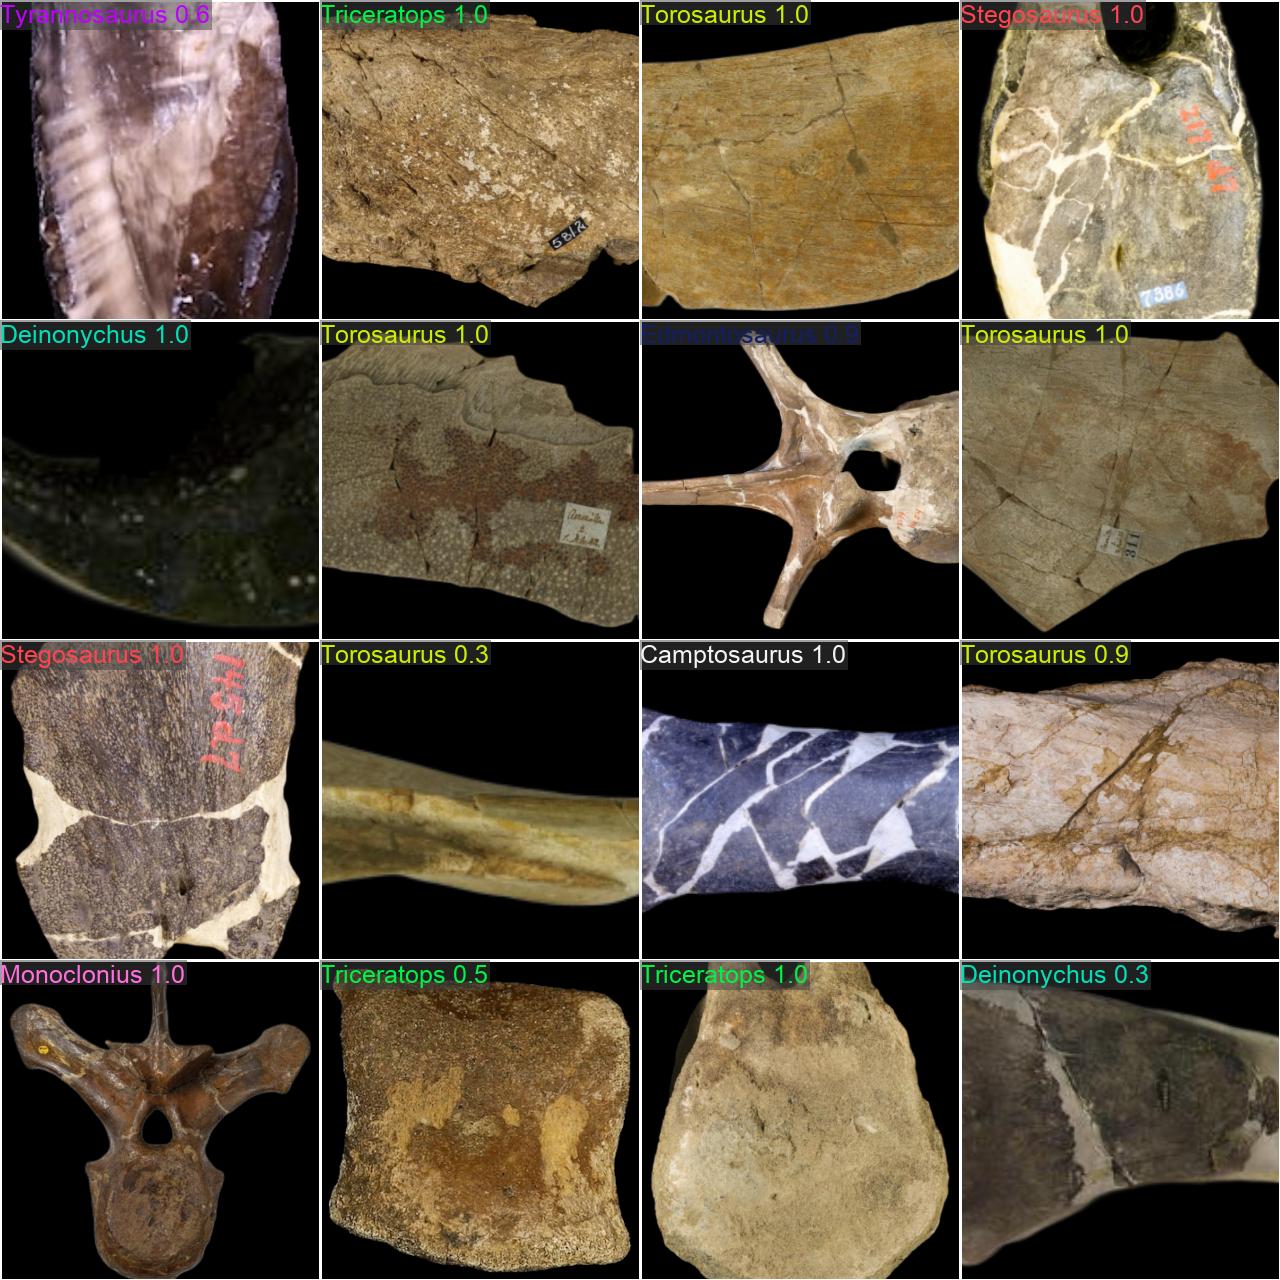 Tyrannosaurus 0.6
Triceratops 1.0
Torosaurus 1.0
Stegosaurus 1.0
5812
7386
Deinonychus 1.0
Torosaurus 1.0
Edmontosaurus 0.9
Torosaurus 1.0
311
Stegosaurus 1.0
Torosaurus 0.3
Camptosaurus 1.0
Torosaurus 0.9
Monoclonius 1.0
Triceratops 0.5
Triceratops 1.0
Deinonychus 0.3